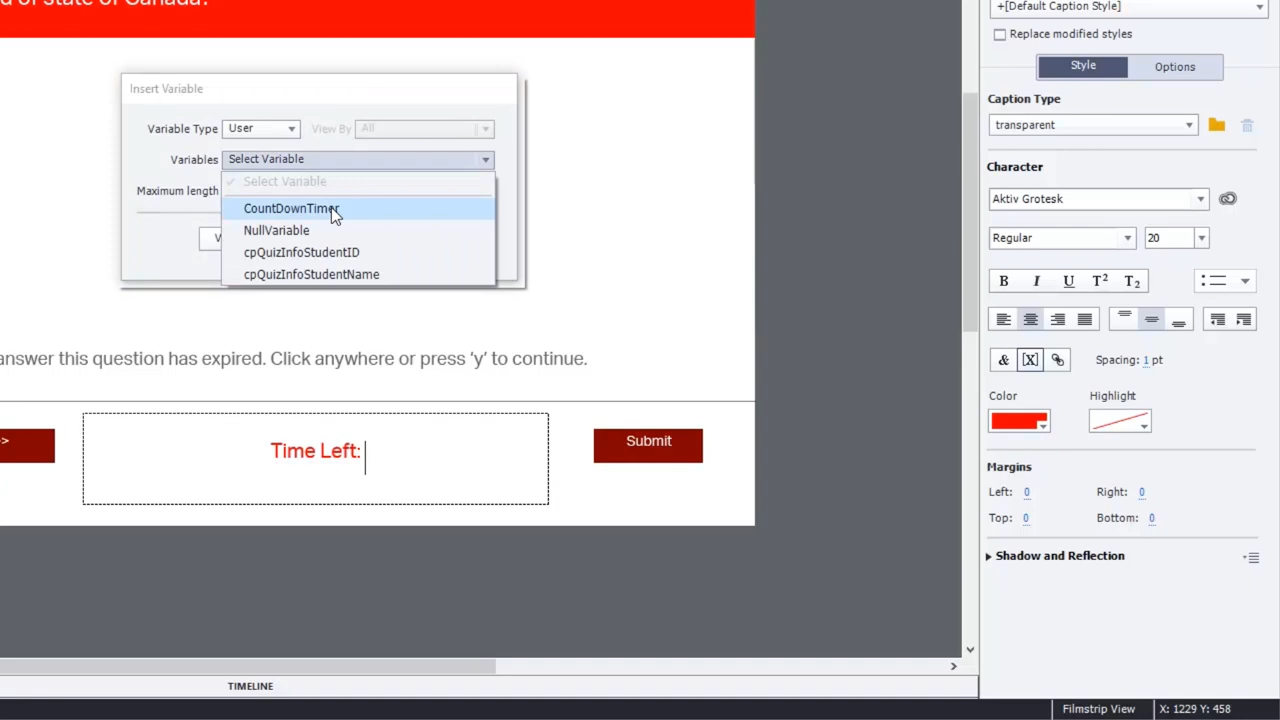 d of state of Canada?
+[Default Caption Style]
Replace modified styles
Style
Options
Insert Variable
Variable Type
User
View By
All
Variables
Select Variable
Select Variable
Maximum length
CountDownTimer
V
NullVariable
cpQuizInfoStudentID
cpQuizInfoStudentName
Caption Type
transparent
Character
Aktiv Grotesk
Regular
20
B I U T² T₂
& [X]
Spacing: 1 pt
answer this question has expired. Click anywhere or press ‘y’ to continue.
Color
Highlight
>
Time Left:
Submit
Margins
Left: 0
Right: 0
Top: 0
Bottom: 0
Shadow and Reflection
TIMELINE
Filmstrip View
X: 1229 Y: 458